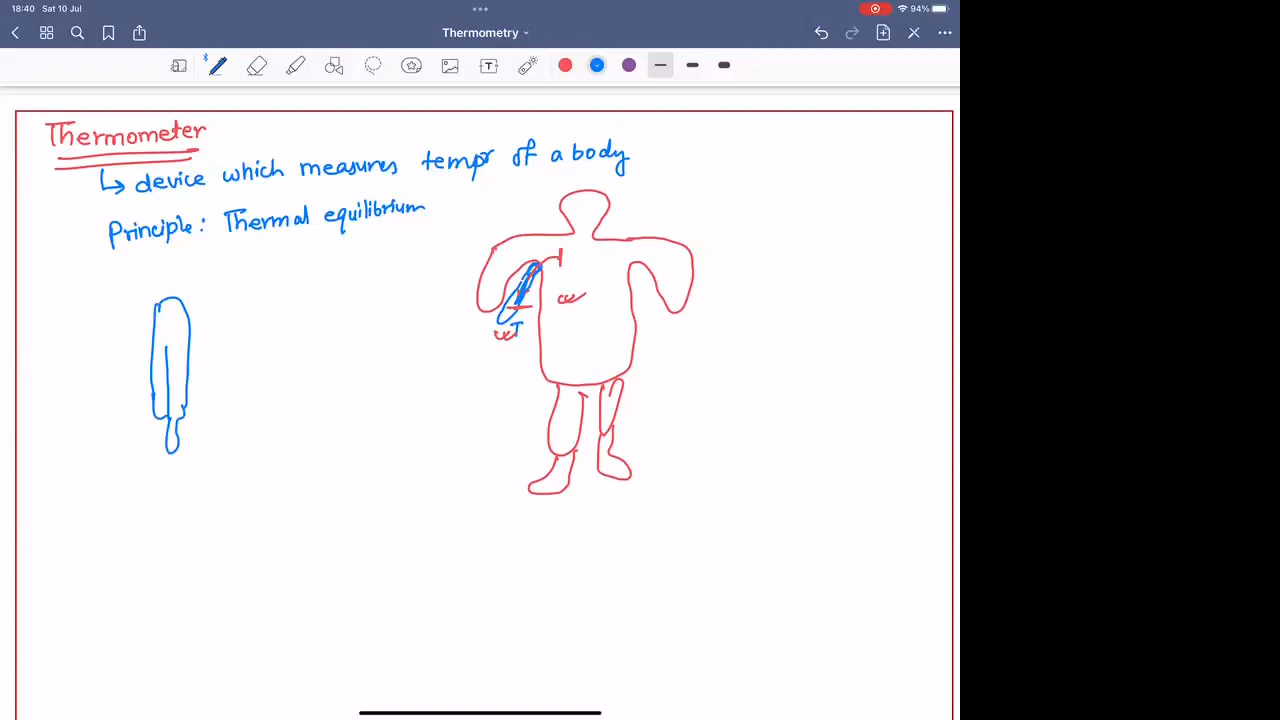 18:40 Sat 10 Jul
94%
Thermometry
T
Thermometer
↳ device which measures tempr of a body
Principle: Thermal equilibrium
T